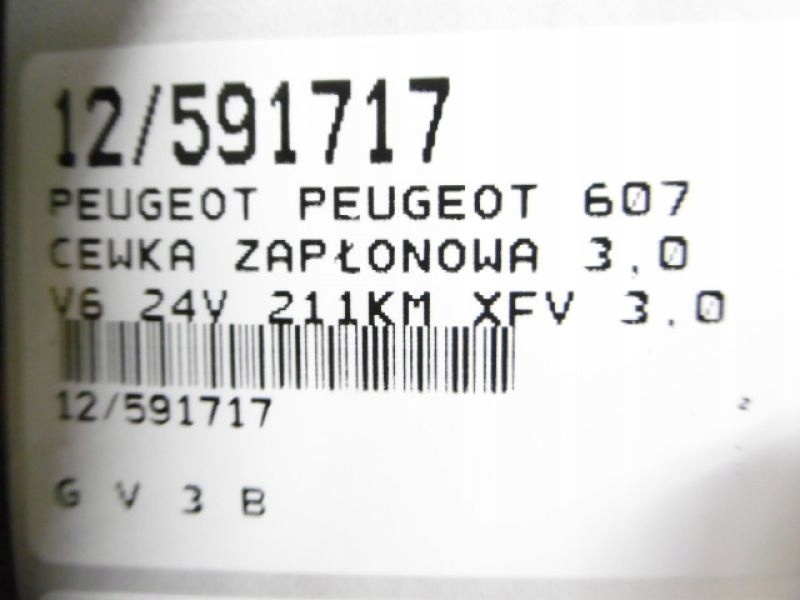 12/591717
PEUGEOT PEUGEOT 607
CEWKA ZAPŁONOWA 3,0
V6 24V 211KM XFV 3.0
12/591717
G V 3 B